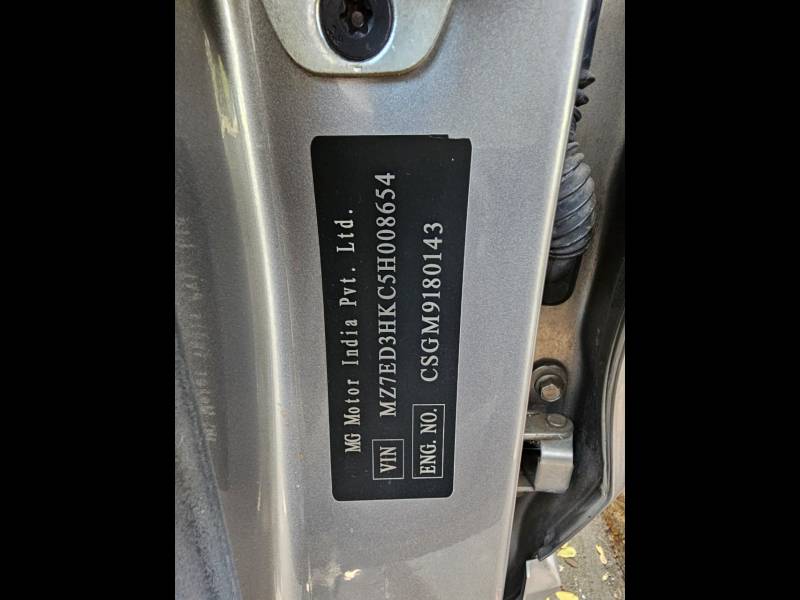 MG Motor India Pvt. Ltd.
VIN MZ7ED3HKC5H008654
ENG. NO. CSGM9180143